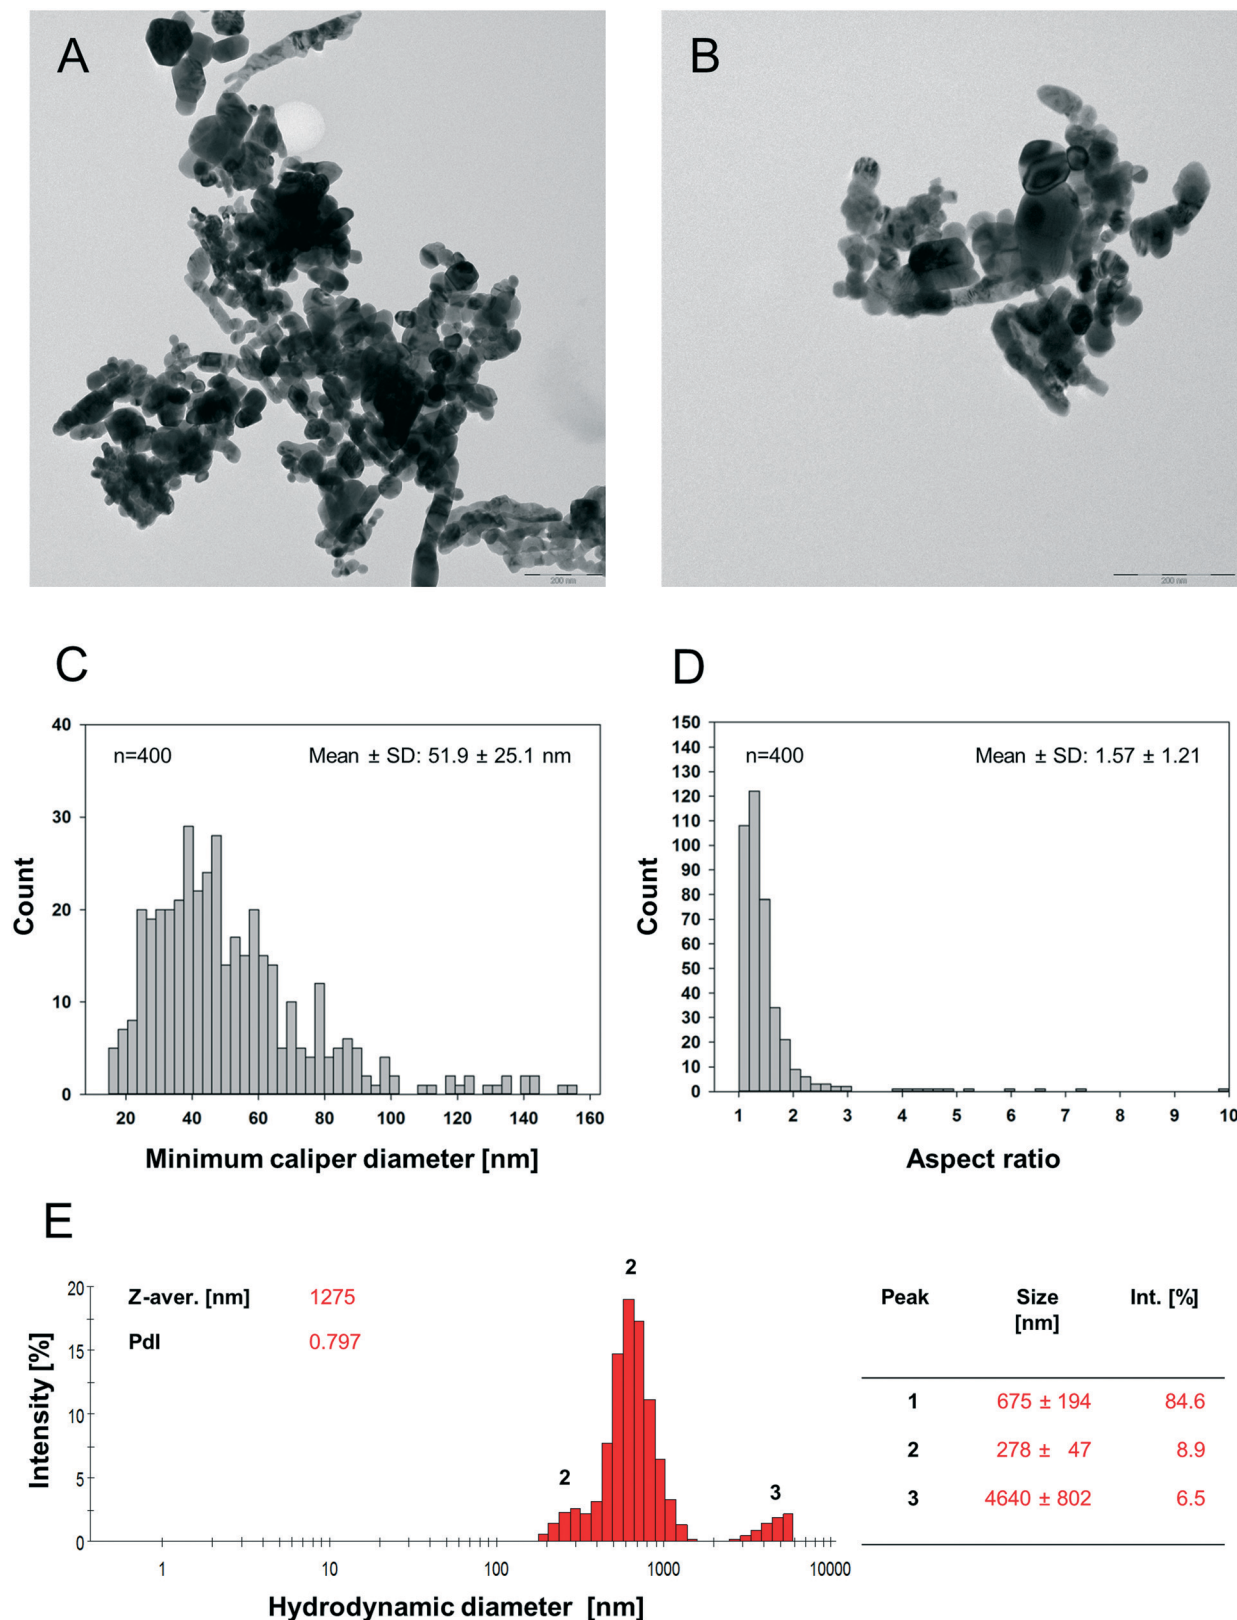 A
B
200 nm
200 nm
C
D
40
30
20
10
0
n=400
Mean ± SD: 51.9 ± 25.1 nm
Count
20
40
60
80
100
120
140
160
Minimum caliper diameter [nm]
150
140
130
120
110
100
90
80
70
60
50
40
30
20
10
0
n=400
Mean ± SD: 1.57 ± 1.21
Count
1
2
3
4
5
6
7
8
9
10
Aspect ratio
E
20
15
10
5
0
Intensity [%]
Z-aver. [nm] 1275
PdI 0.797
2
2
3
1
10
100
1000
10000
Hydrodynamic diameter [nm]
Peak Size Int. [%]
[nm]
1 675 ± 194 84.6
2 278 ± 47 8.9
3 4640 ± 802 6.5